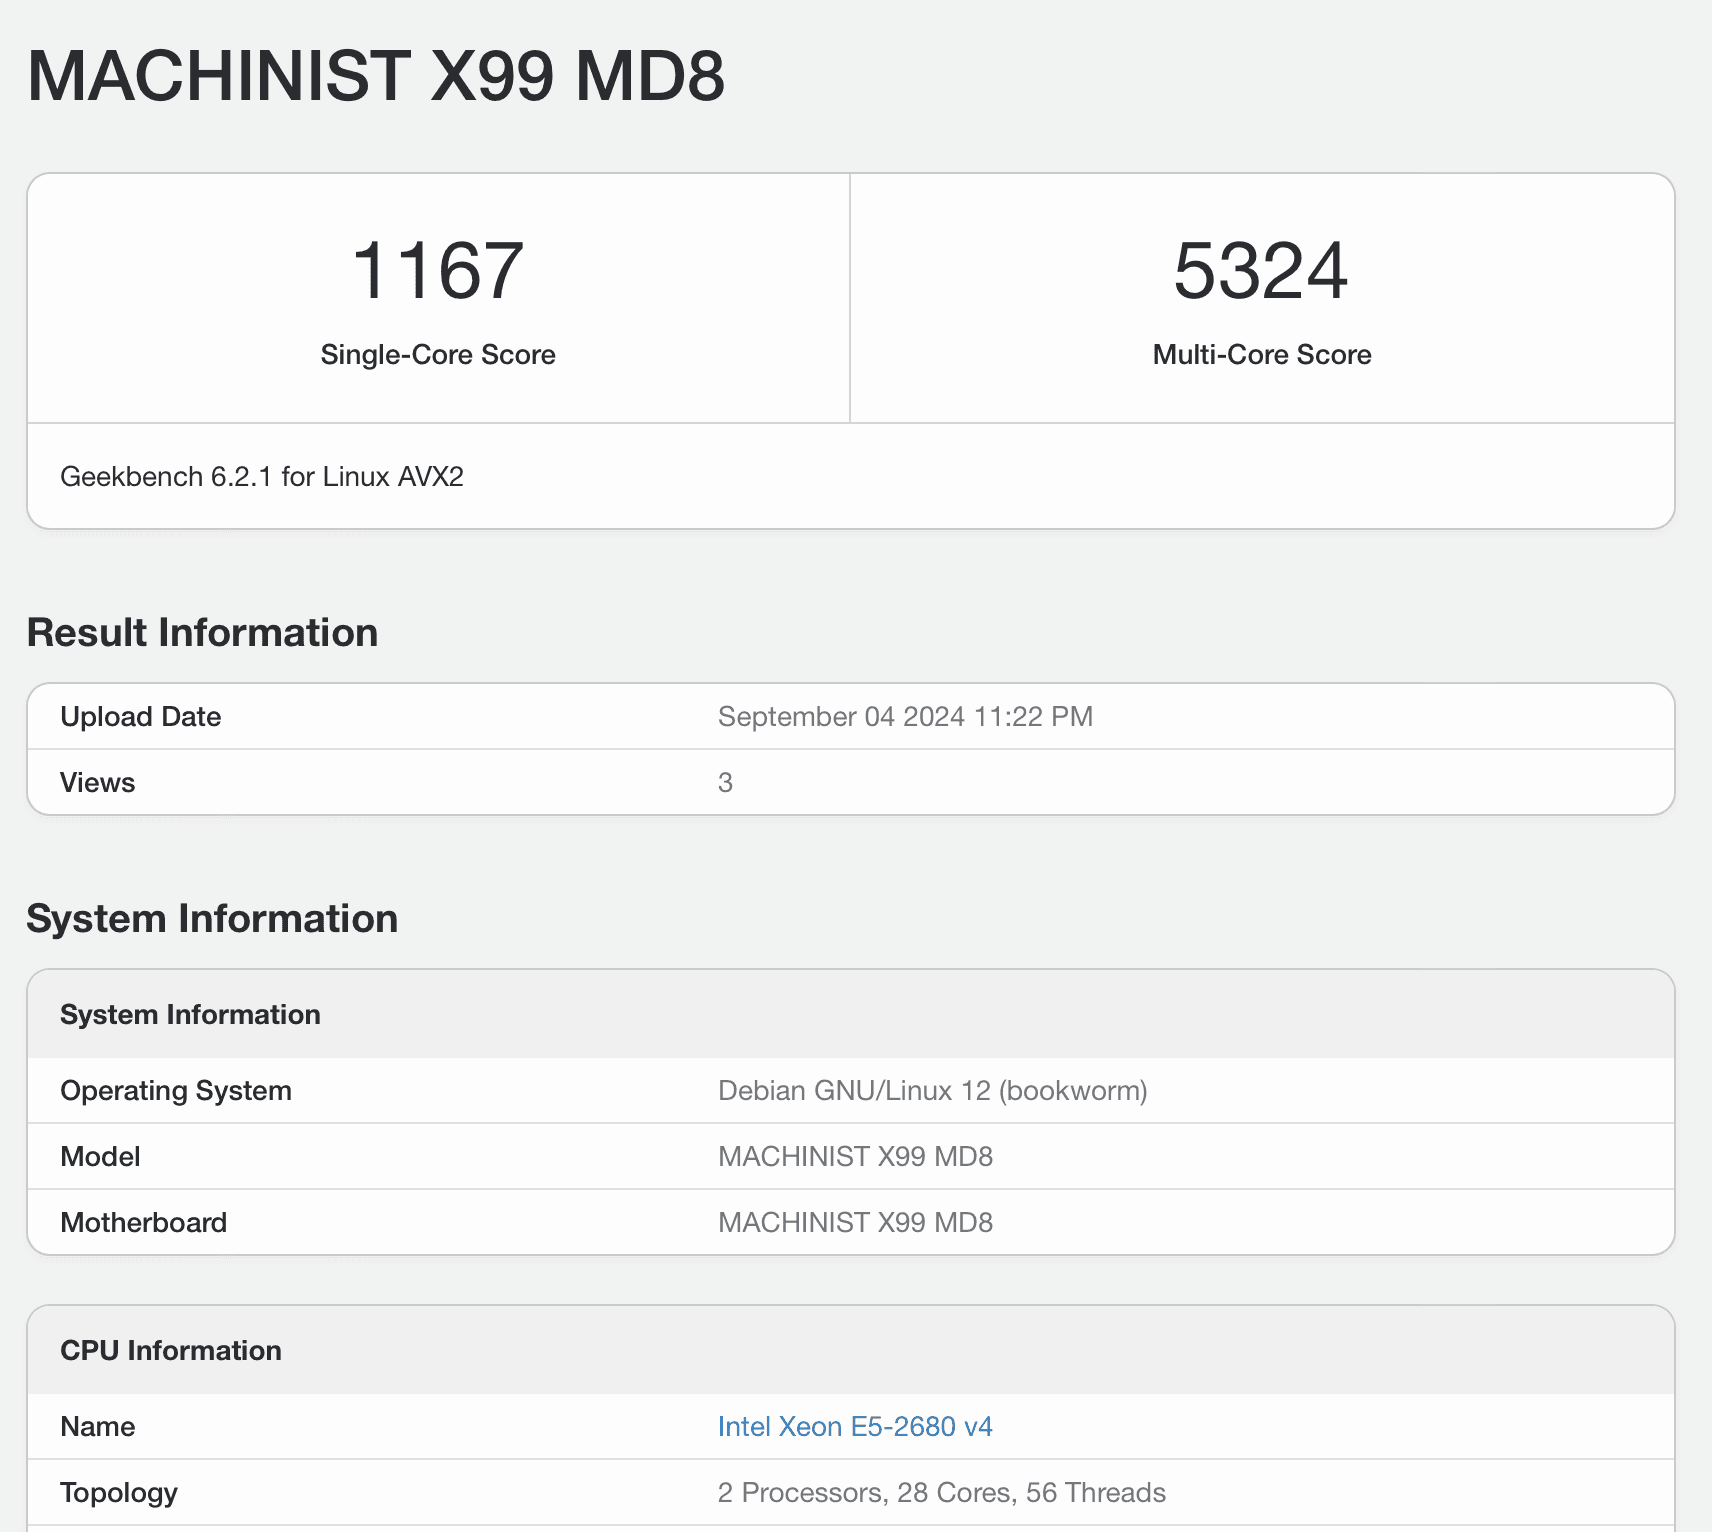 MACHINIST X99 MD8
1167
Single-Core Score
5324
Multi-Core Score
Geekbench 6.2.1 for Linux AVX2
Result Information
Upload Date September 04 2024 11:22 PM
Views 3
System Information
System Information
Operating System Debian GNU/Linux 12 (bookworm)
Model MACHINIST X99 MD8
Motherboard MACHINIST X99 MD8
CPU Information
Name Intel Xeon E5-2680 v4
Topology 2 Processors, 28 Cores, 56 Threads